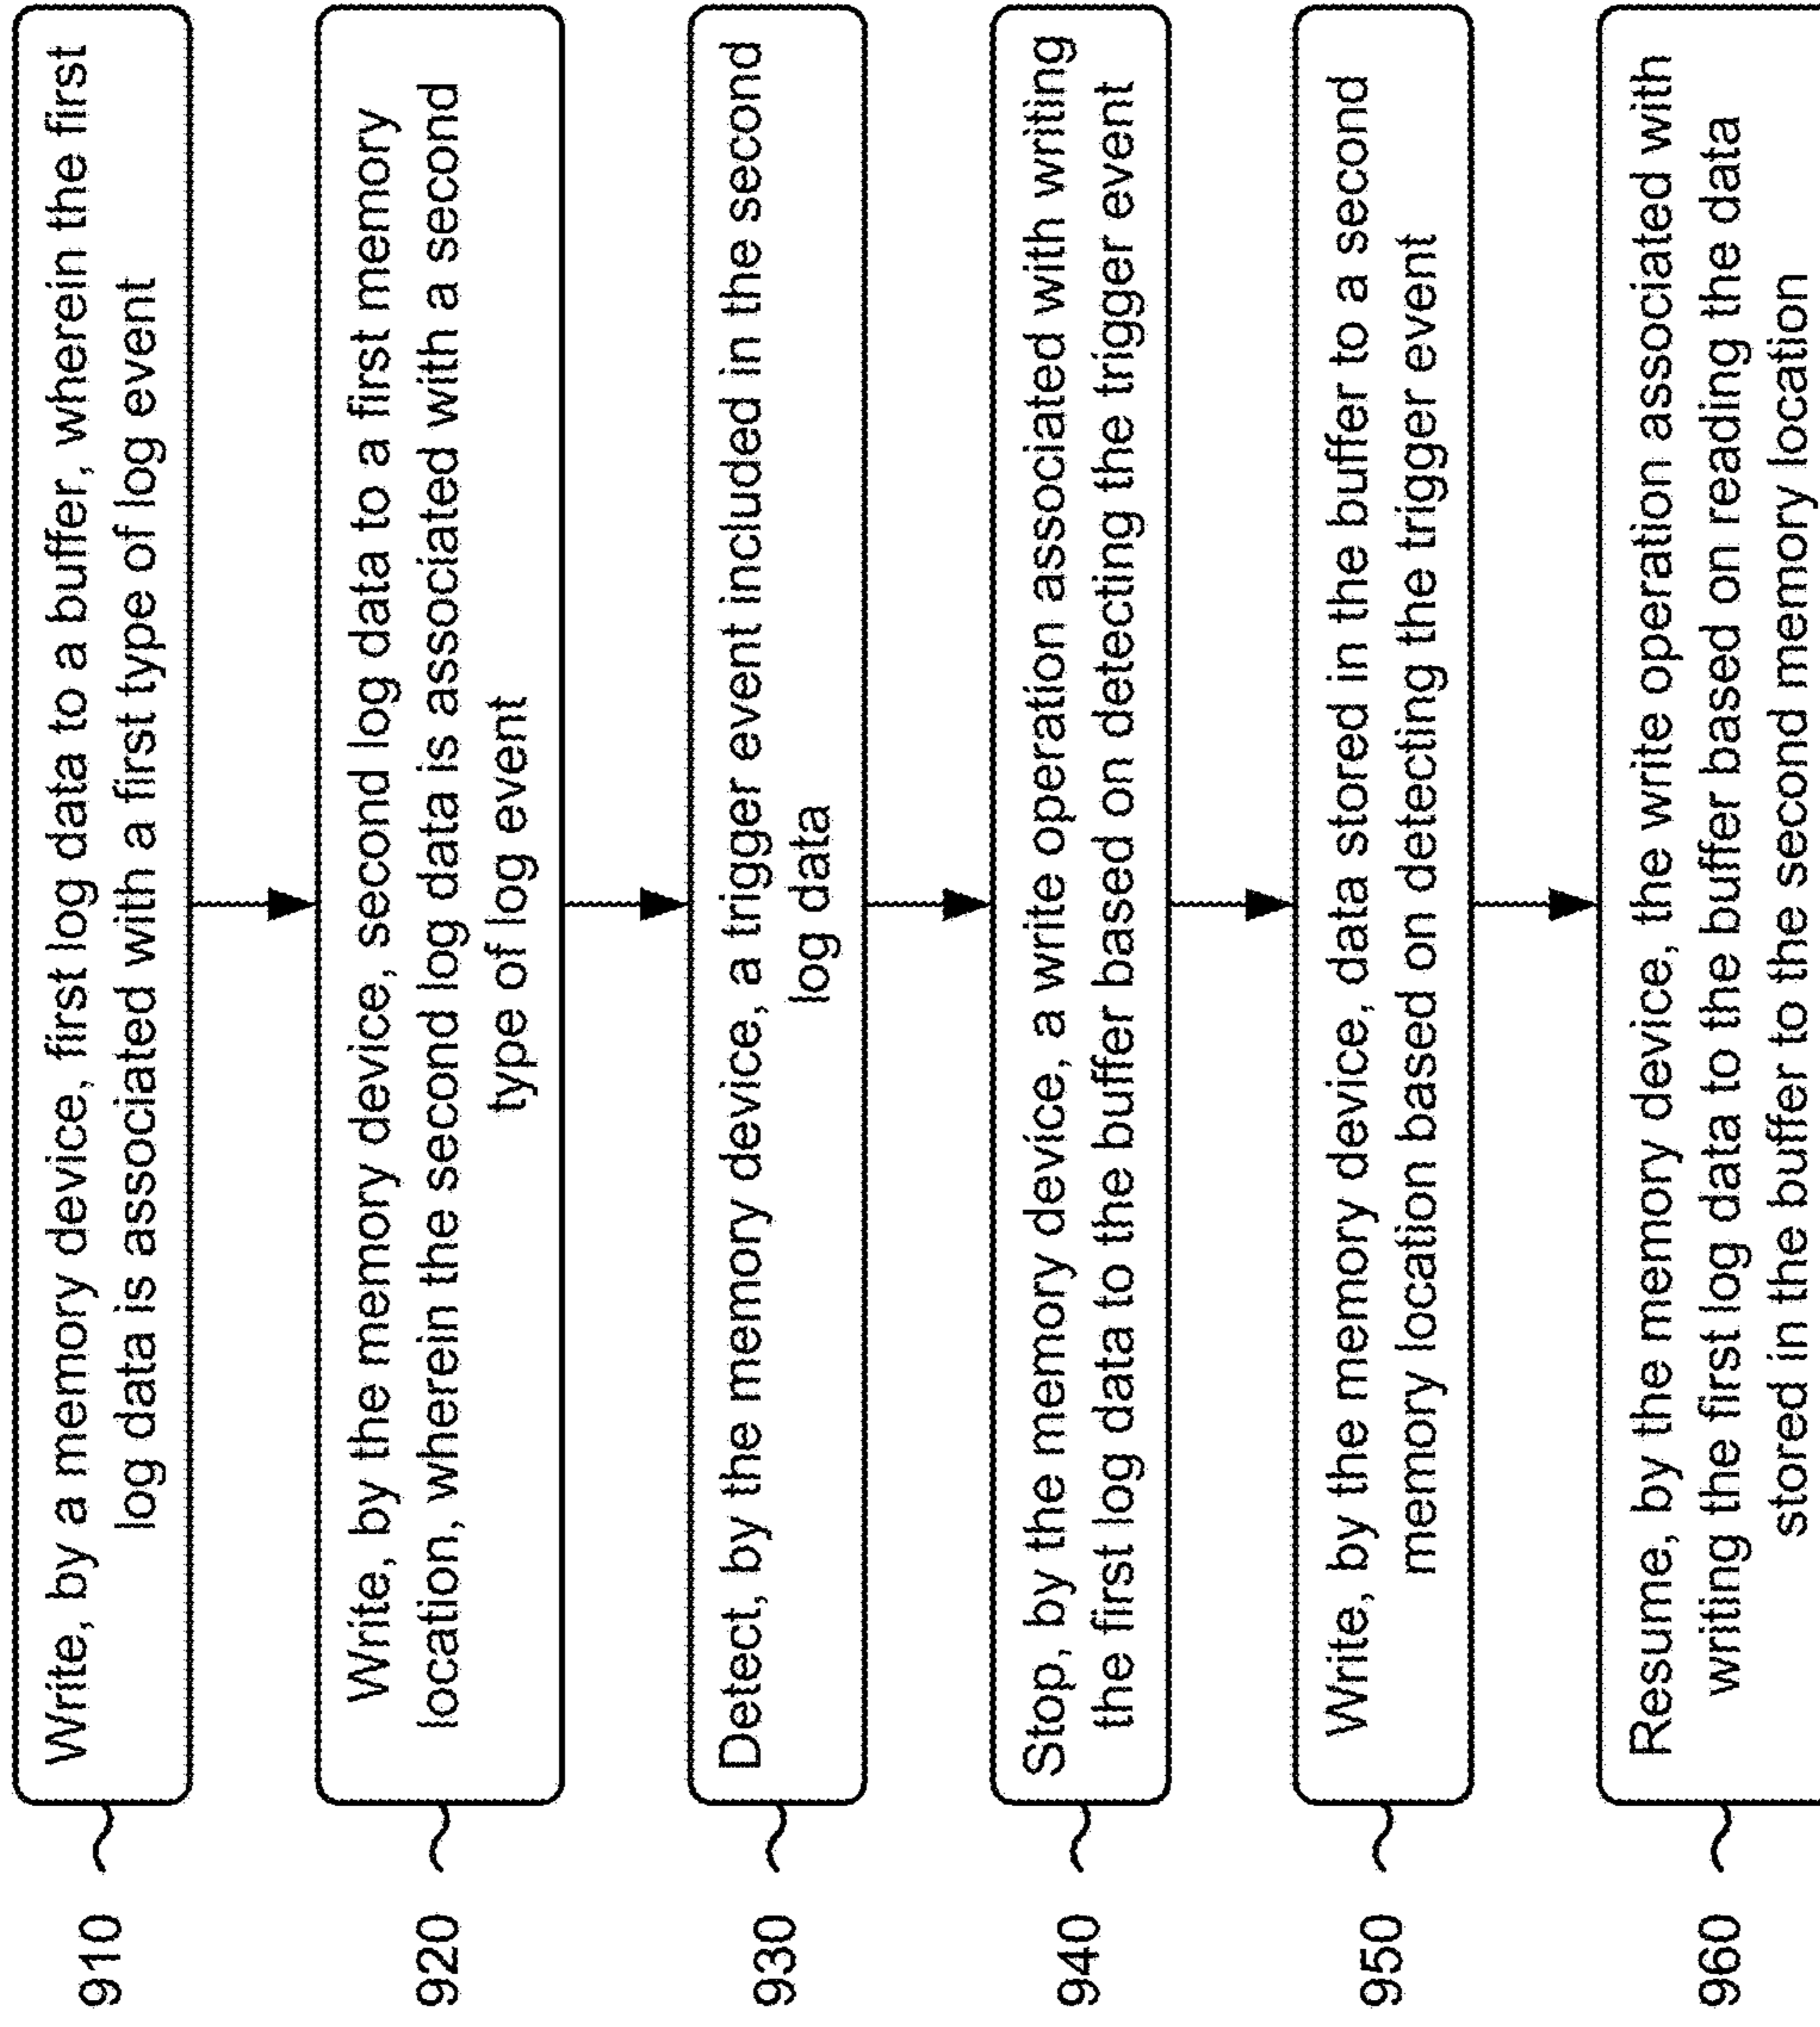 910
Write, by a memory device, first log data to a buffer, wherein the first
log data is associated with a first type of log event
920
Write, by the memory device, second log data to a first memory
location, wherein the second log data is associated with a second
type of log event
930
Detect, by the memory device, a trigger event included in the second
log data
940
Stop, by the memory device, a write operation associated with writing
the first log data to the buffer based on detecting the trigger event
950
Write, by the memory device, data stored in the buffer to a second
memory location based on detecting the trigger event
960
Resume, by the memory device, the write operation associated with
writing the first log data to the buffer based on reading the data
stored in the buffer to the second memory location